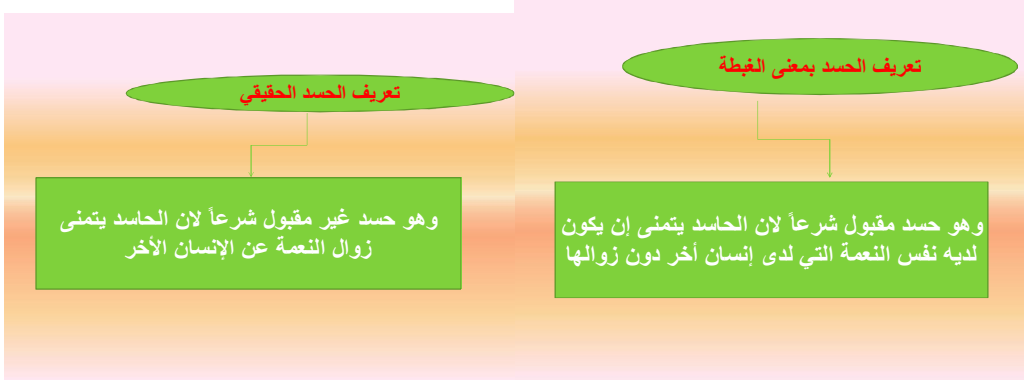 تعريف الحسد بمعنى الغبطة
وهو حسد مقبول شرعاً لان الحاسد يتمنى إن يكون
لديه نفس النعمة التي لدى إنسان أخر دون زوالها
تعريف الحسد الحقيقي
وهو حسد غير مقبول شرعاً لان الحاسد يتمنى
زوال النعمة عن الإنسان الأخر